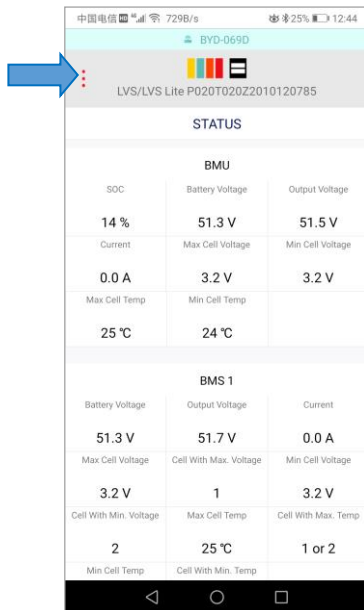 中国电信 HD 4G 729B/s 25% 12:44
BYD-069D
LVS/LVS Lite P020T020Z2010120785
STATUS
BMU
SOC Battery Voltage Output Voltage
14 % 51.3 V 51.5 V
Current Max Cell Voltage Min Cell Voltage
0.0 A 3.2 V 3.2 V
Max Cell Temp Min Cell Temp
25 ℃ 24 ℃
BMS 1
Battery Voltage Output Voltage Current
51.3 V 51.7 V 0.0 A
Max Cell Voltage Cell With Max. Voltage Min Cell Voltage
3.2 V 1 3.2 V
Cell With Min. Voltage Max Cell Temp Cell With Max. Temp
2 25 ℃ 1 or 2
Min Cell Temp Cell With Min. Temp